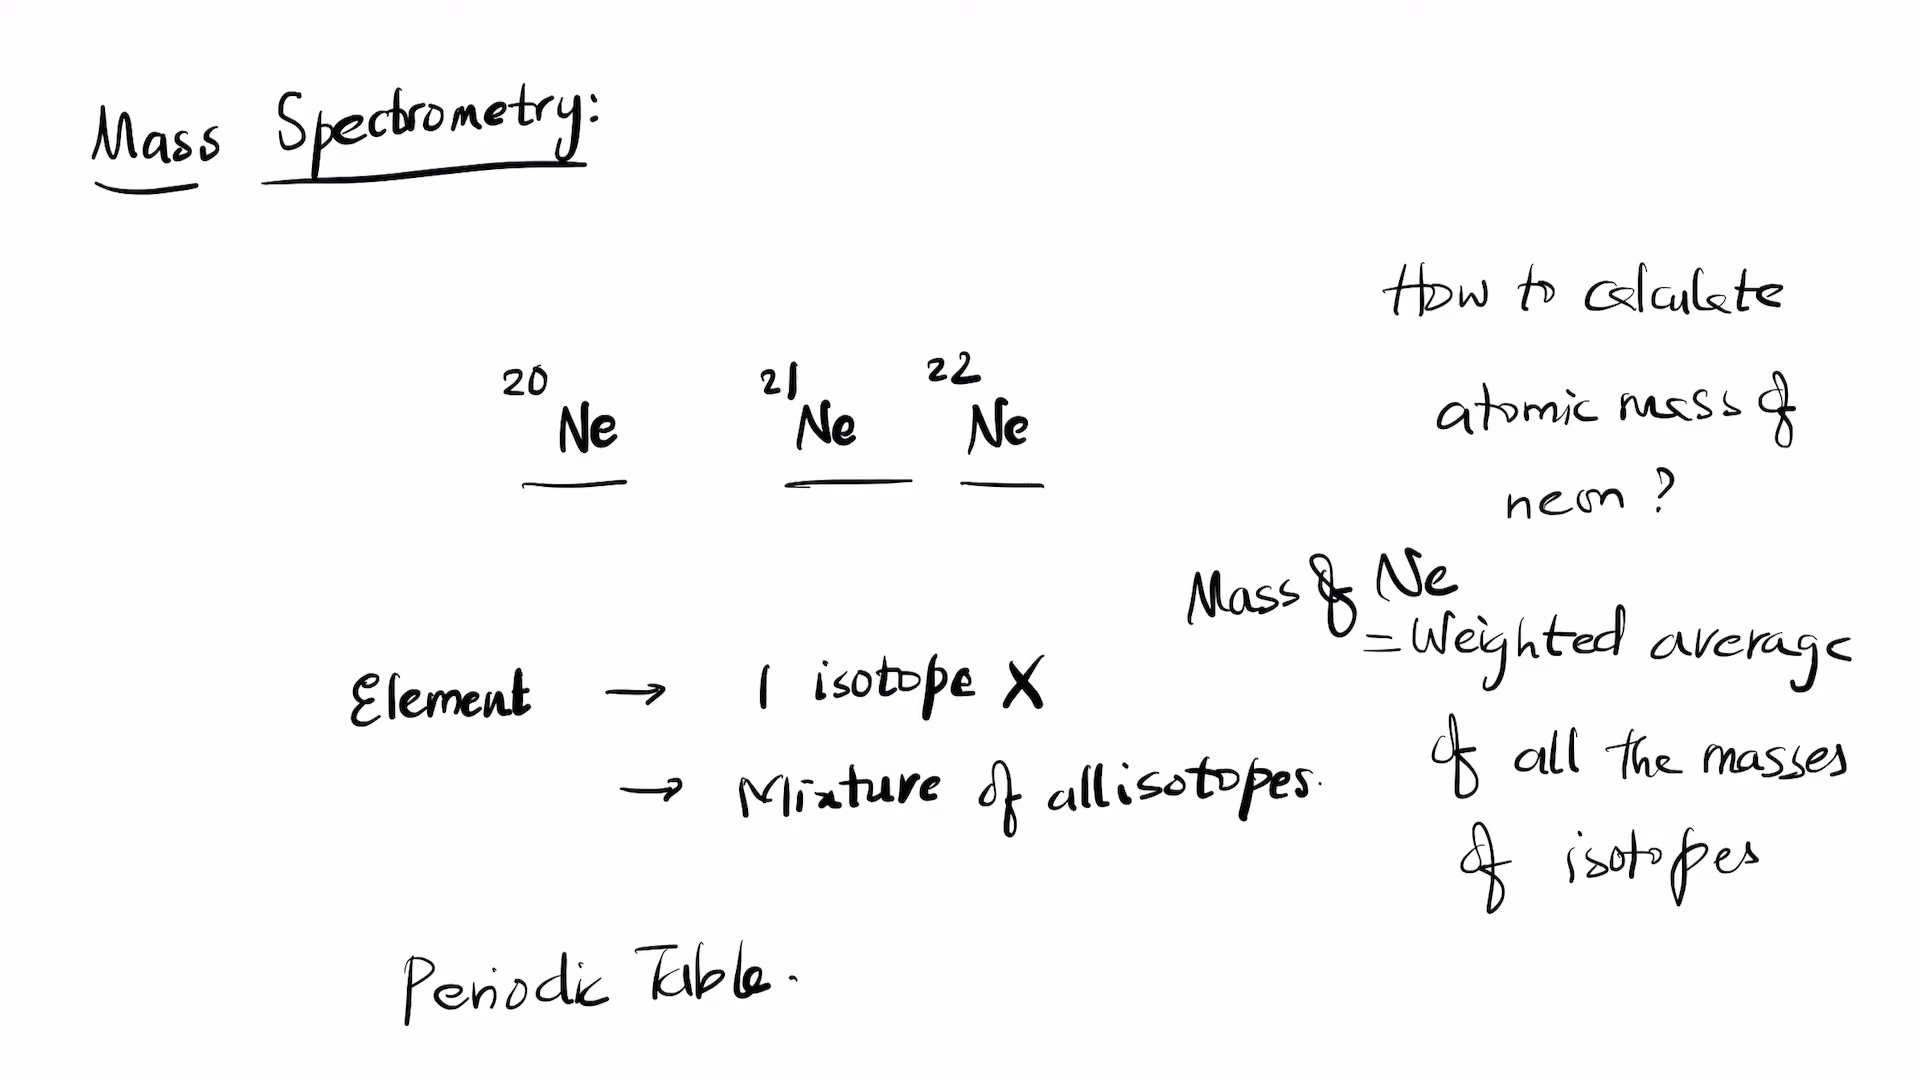 Mass Spectrometry:
20Ne 21Ne 22Ne
Element → 1 isotope X
→ Mixture of all isotopes.
Periodic Table.
How to calculate
atomic mass of
neon?
Mass of Ne
= Weighted average
of all the masses
of isotopes